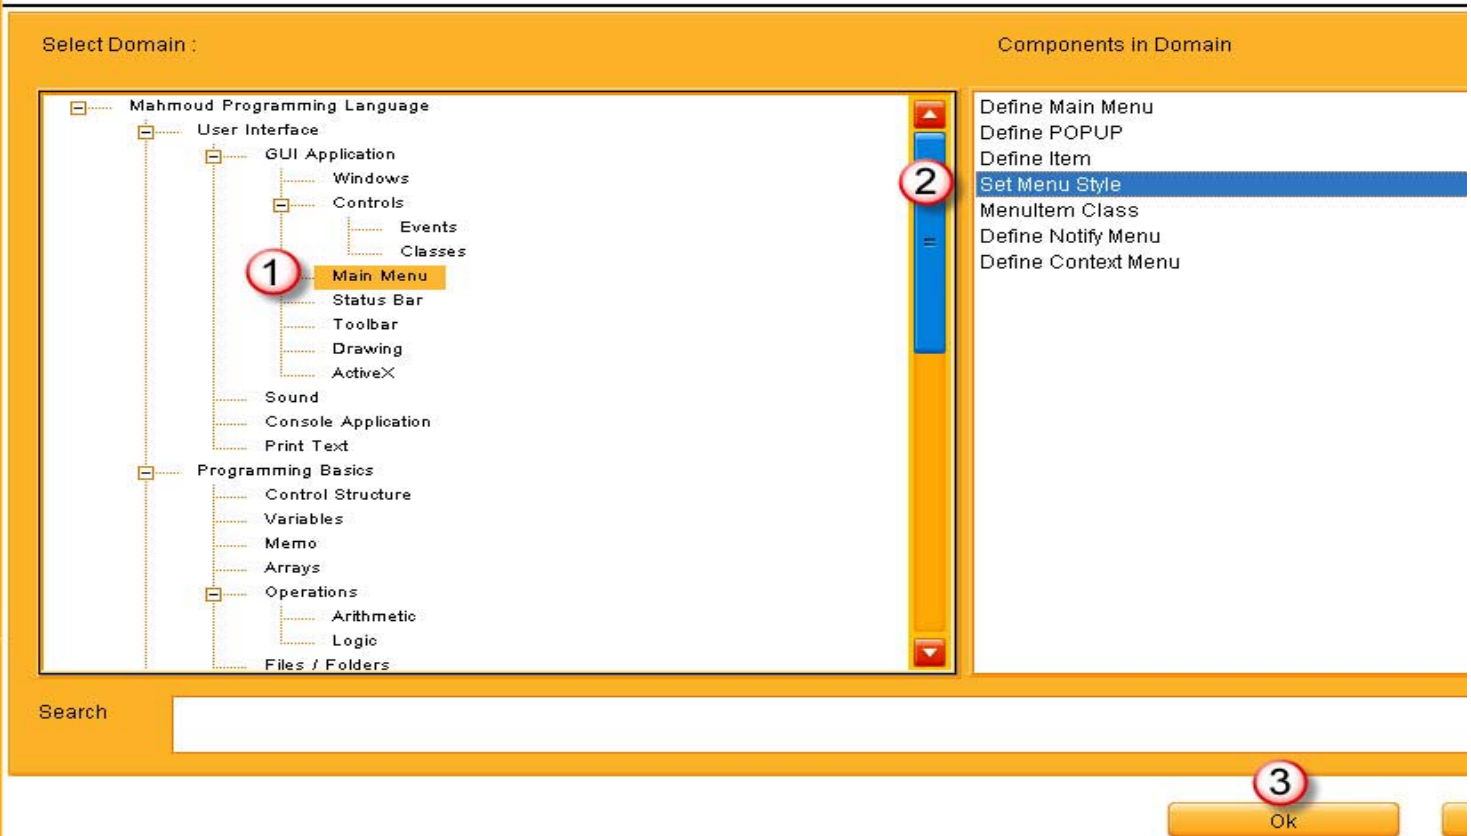 Select Domain :
Components in Domain
Mahmoud Programming Language
User Interface
GUI Application
Windows
Controls
Events
Classes
1
Main Menu
Status Bar
Toolbar
Drawing
ActiveX
Sound
Console Application
Print Text
Programming Basics
Control Structure
Variables
Memo
Arrays
Operations
Arithmetic
Logic
Files / Folders
Define Main Menu
Define POPUP
Define Item
2
Set Menu Style
MenuItem Class
Define Notify Menu
Define Context Menu
Search
3
Ok